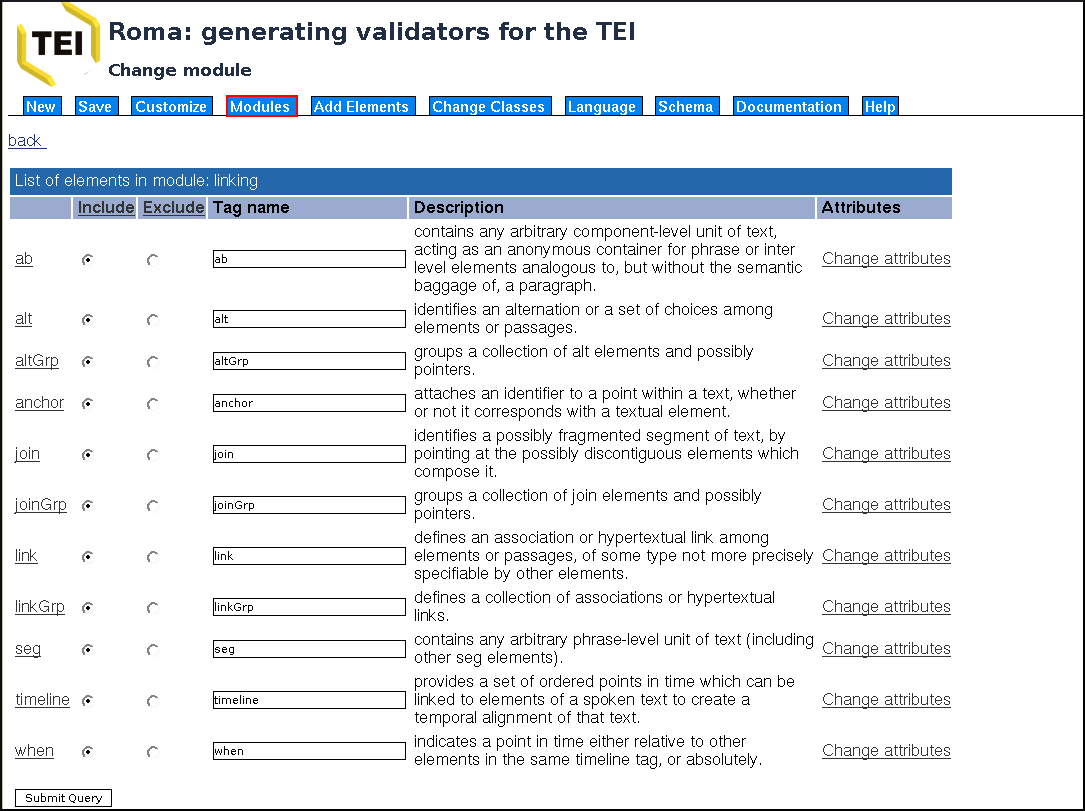 TEI
Roma: generating validators for the TEI
Change module
New Save Customize Modules Add Elements Change Classes Language Schema Documentation Help
back
List of elements in module: linking
Include Exclude Tag name Description Attributes
ab ab contains any arbitrary component-level unit of text, Change attributes
acting as an anonymous container for phrase or inter
level elements analogous to, but without the semantic
baggage of, a paragraph.
alt alt identifies an alternation or a set of choices among Change attributes
elements or passages.
altGrp altGrp groups a collection of alt elements and possibly Change attributes
pointers.
anchor anchor attaches an identifier to a point within a text, whether Change attributes
or not it corresponds with a textual element.
join join identifies a possibly fragmented segment of text, by Change attributes
pointing at the possibly discontiguous elements which
compose it.
joinGrp joinGrp groups a collection of join elements and possibly Change attributes
pointers.
link link defines an association or hypertextual link among Change attributes
elements or passages, of some type not more precisely
specifiable by other elements.
linkGrp linkGrp defines a collection of associations or hypertextual Change attributes
links.
seg seg contains any arbitrary phrase-level unit of text (including Change attributes
other seg elements).
timeline timeline provides a set of ordered points in time which can be Change attributes
linked to elements of a spoken text to create a
temporal alignment of that text.
when when indicates a point in time either relative to other Change attributes
elements in the same timeline tag, or absolutely.
Submit Query